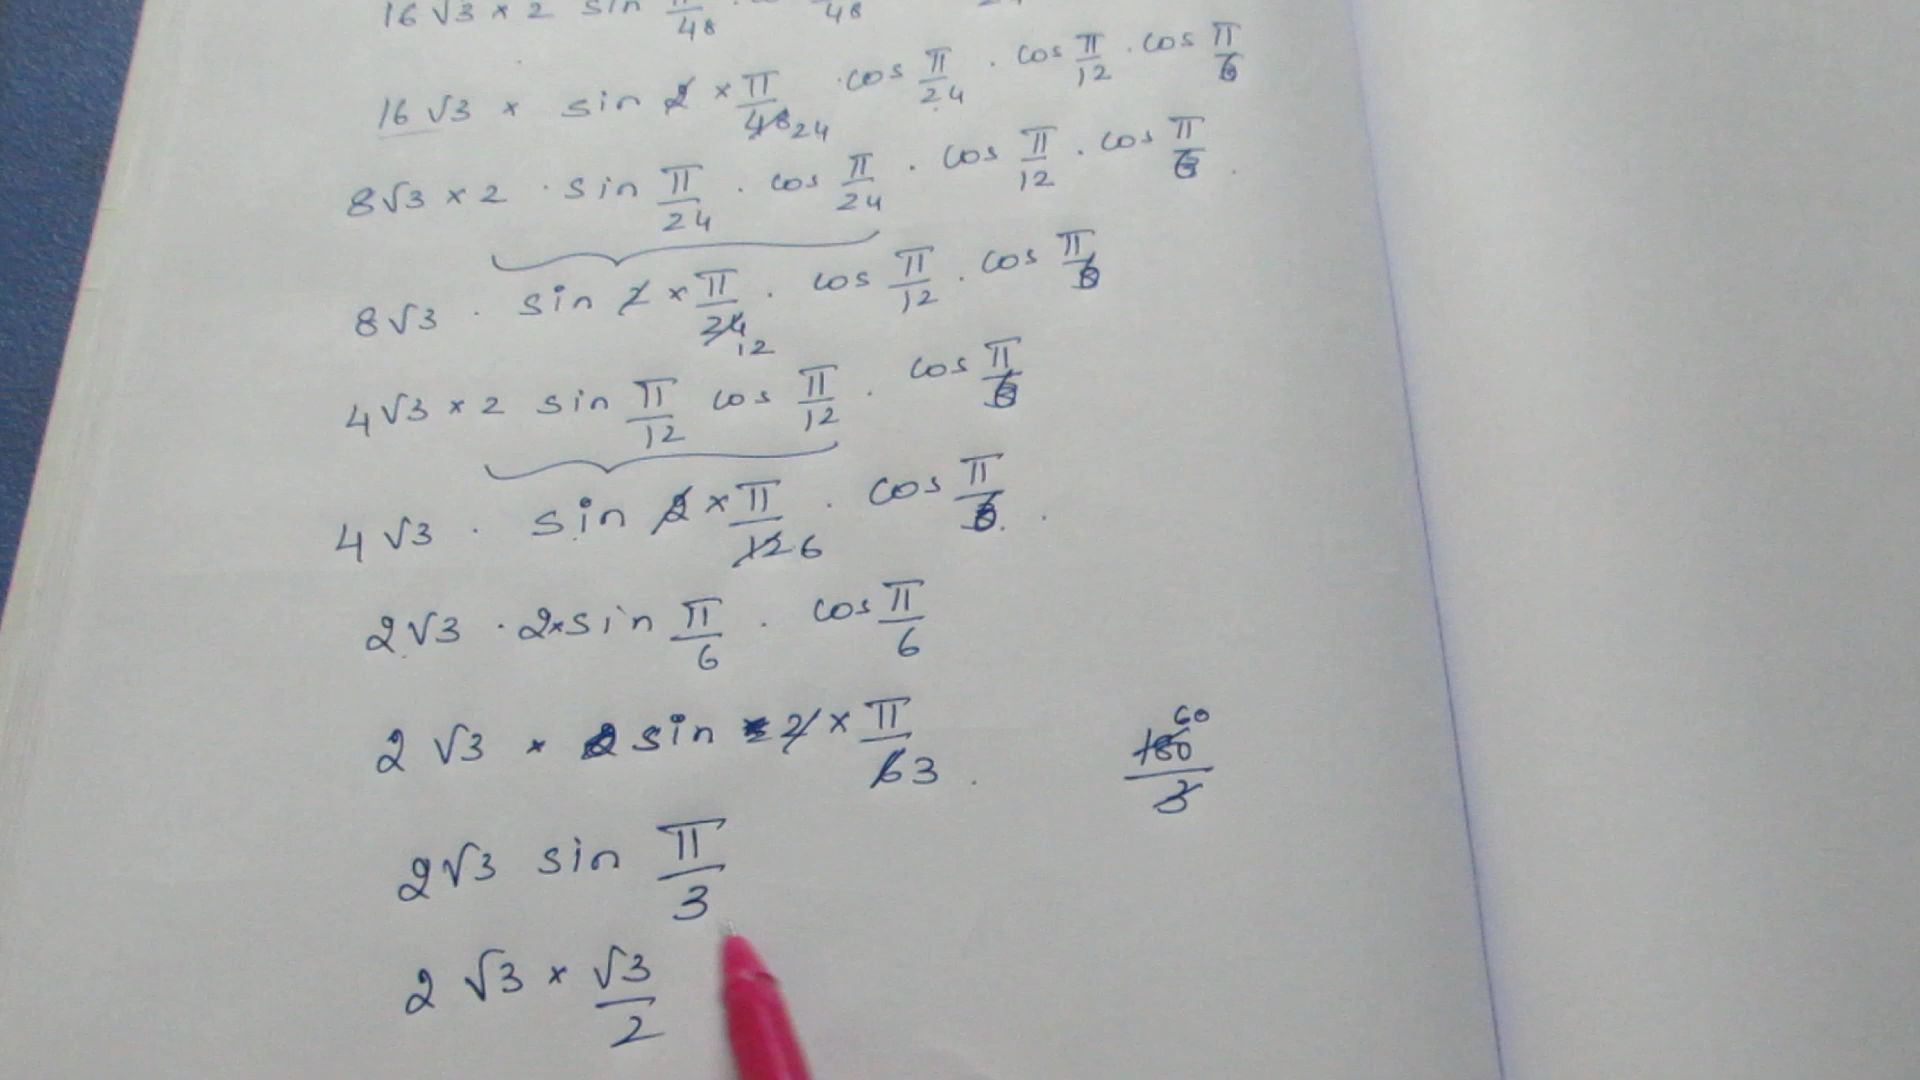 16 √3 × 2 sin π/48 . π/48
16 √3 × sin 2 × π/48 24 . cos π/24 . cos π/12 . cos π/6
8√3 × 2 . sin π/24 . cos π/24 . cos π/12 . cos π/6 .
8√3 . sin 2 × π/24 12 . cos π/12 . cos π/6
4√3 × 2 sin π/12 cos π/12 . cos π/6
4√3 . sin 2 × π/12 6 . cos π/6 .
2√3 . 2×sin π/6 . cos π/6
2 √3 × 2 sin 2 × π/6 3 .
60
180/3
2√3 sin π/3
2 √3 × √3/2